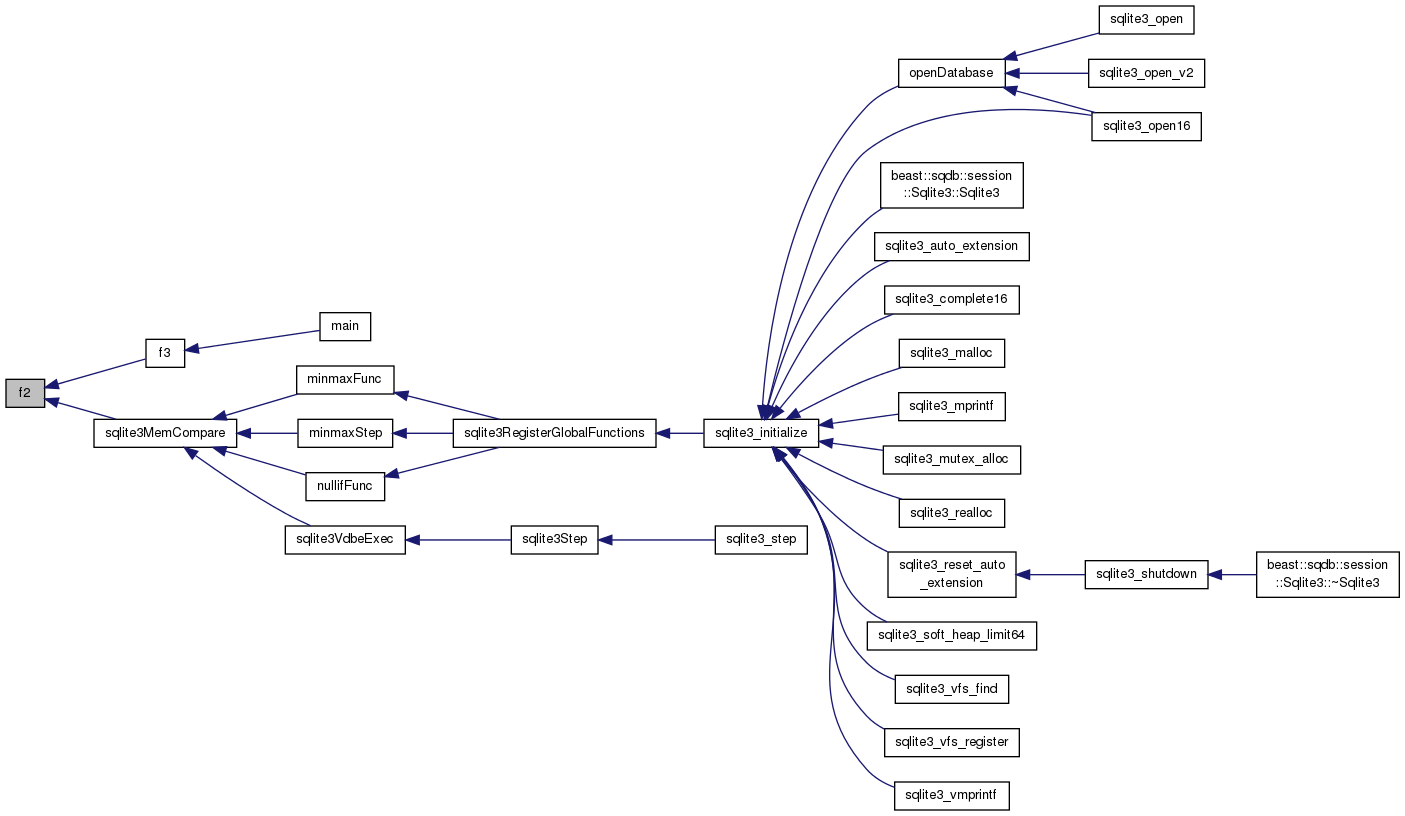 f2
f3
main
sqlite3MemCompare
minmaxFunc
minmaxStep
nullifFunc
sqlite3VdbeExec
sqlite3RegisterGlobalFunctions
sqlite3Step
sqlite3_step
sqlite3_initialize
openDatabase
sqlite3_open
sqlite3_open_v2
sqlite3_open16
beast::sqdb::session
::Sqlite3::Sqlite3
sqlite3_auto_extension
sqlite3_complete16
sqlite3_malloc
sqlite3_mprintf
sqlite3_mutex_alloc
sqlite3_realloc
sqlite3_reset_auto
_extension
sqlite3_shutdown
beast::sqdb::session
::Sqlite3::~Sqlite3
sqlite3_soft_heap_limit64
sqlite3_vfs_find
sqlite3_vfs_register
sqlite3_vmprintf